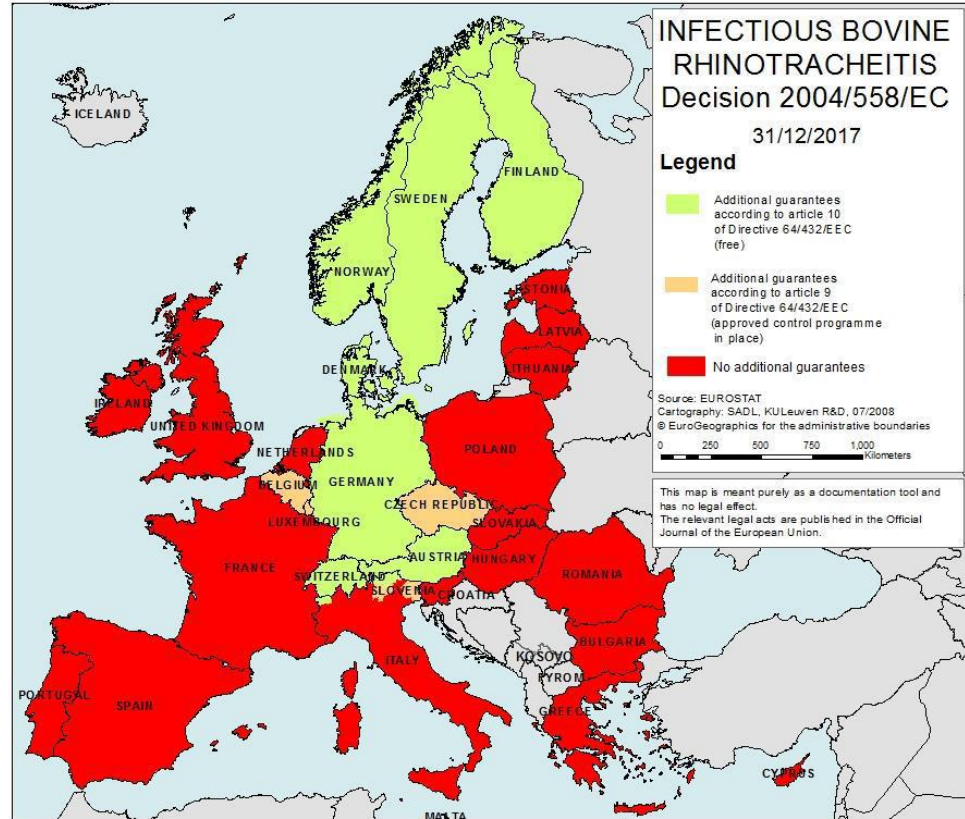 INFECTIOUS BOVINE
RHINOTRACHEITIS
Decision 2004/558/EC
31/12/2017
Legend
Additional guarantees
according to article 10
of Directive 64/432/EEC
(free)
Additional guarantees
according to article 9
of Directive 64/432/EEC
(approved control programme
in place)
No additional guarantees
Source: EUROSTAT
Cartography: SADL, KULeuven R&D, 07/2008
© EuroGeographics for the administrative boundaries
0 250 500 750 1,000
Kilometers
This map is meant purely as a documentation tool and
has no legal effect.
The relevant legal acts are published in the Official
Journal of the European Union.
ICELAND
FINLAND
SWEDEN
NORWAY
ESTONIA
LATVIA
DENMARK
LITHUANIA
IRELAND
UNITED KINGDOM
NETHERLANDS
POLAND
BELGIUM
GERMANY
CZECH REPUBLIC
LUXEMBOURG
SLOVAKIA
AUSTRIA
HUNGARY
FRANCE
SWITZERLAND
ROMANIA
SLOVENIA
CROATIA
BULGARIA
KOSOVO
ITALY
FYROM
PORTUGAL
SPAIN
GREECE
CYPRUS
MALTA